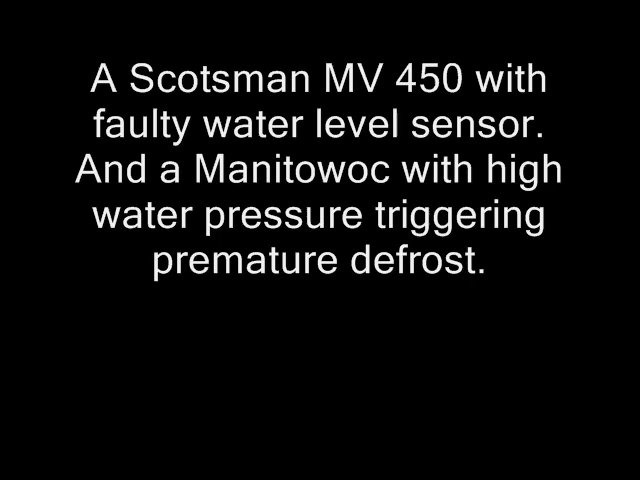 A Scotsman MV 450 with
faulty water level sensor.
And a Manitowoc with high
water pressure triggering
premature defrost.